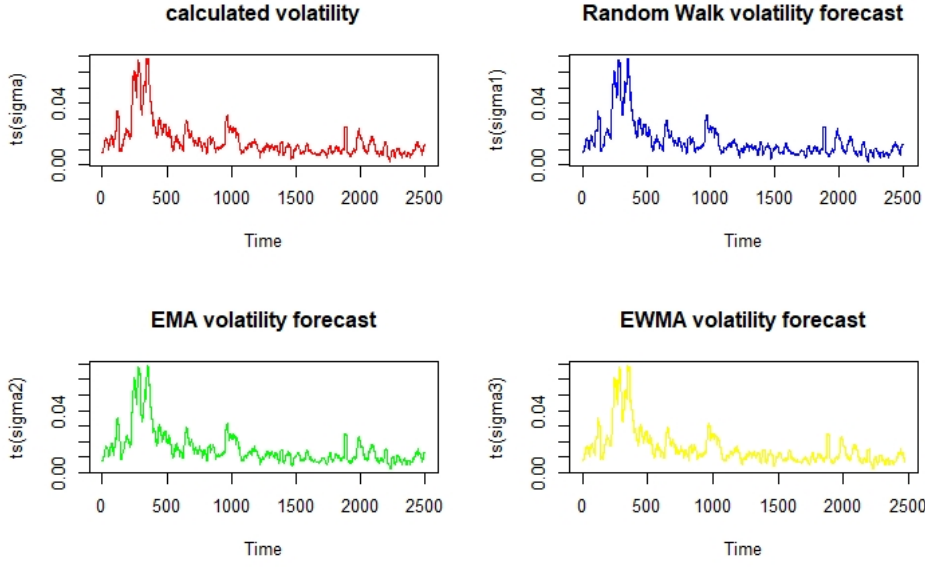 calculated volatility
ts(sigma)
0.00 0.04
0 500 1000 1500 2000 2500
Time
Random Walk volatility forecast
ts(sigma1)
0.00 0.04
0 500 1000 1500 2000 2500
Time
EMA volatility forecast
ts(sigma2)
0.00 0.04
0 500 1000 1500 2000 2500
Time
EWMA volatility forecast
ts(sigma3)
0.00 0.04
0 500 1000 1500 2000 2500
Time